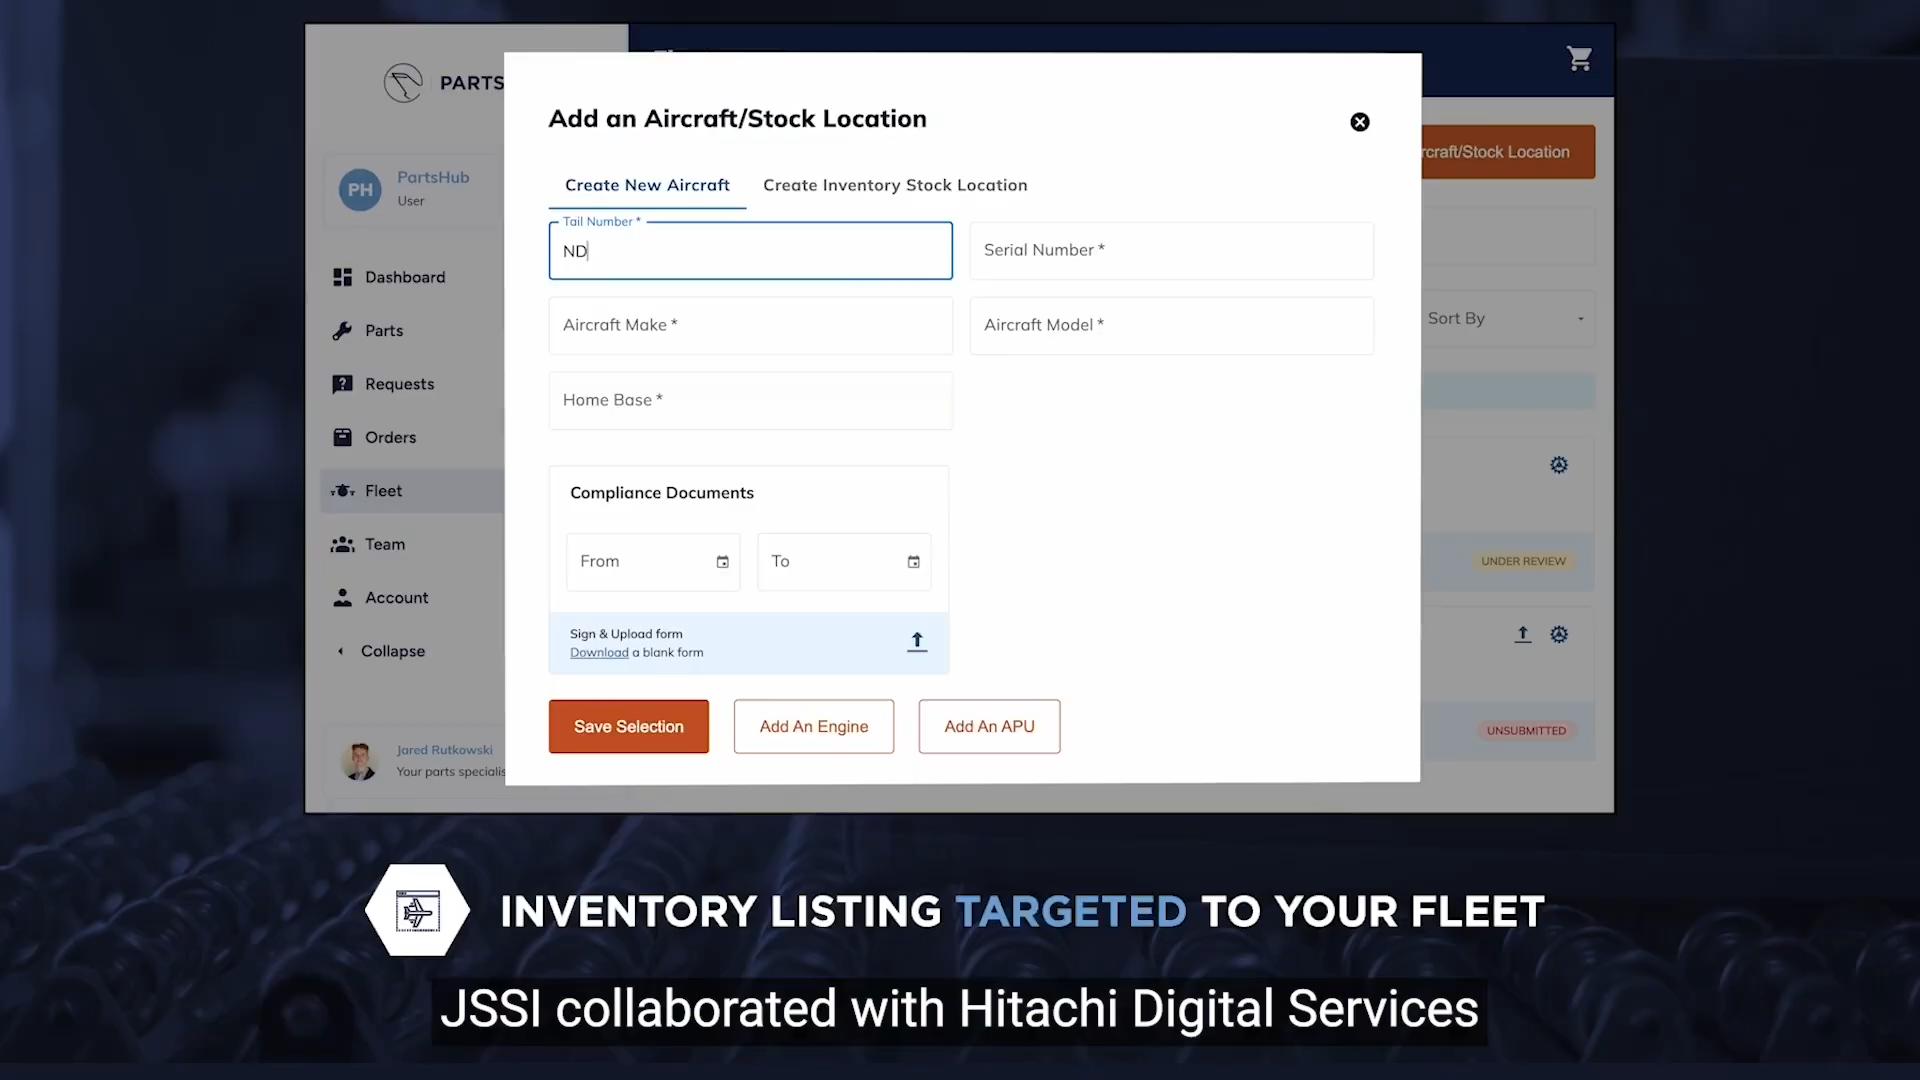 PARTS
Add an Aircraft/Stock Location
rcraft/Stock Location
Create New Aircraft
Create Inventory Stock Location
PH
PartsHub
User
Tail Number *
ND
Serial Number *
Dashboard
Aircraft Make *
Aircraft Model *
Sort By
Parts
Requests
Home Base *
Orders
Fleet
Compliance Documents
Team
From
To
UNDER REVIEW
Account
Sign & Upload form
Download a blank form
Collapse
Save Selection
Add An Engine
Add An APU
UNSUBMITTED
Jared Rutkowski
Your parts specialis
INVENTORY LISTING TARGETED TO YOUR FLEET
JSSI collaborated with Hitachi Digital Services